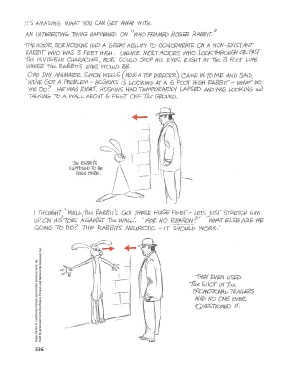 IT'S AMAZING WHAT YOU CAN GET AWAY WITH.
AN INTERESTING THING HAPPENED ON "WHO FRAMED ROGER RABBIT."
THE ACTOR, BOB HOSKINS HAD A GREAT ABILITY TO CONCENTRATE ON A NON-EXISTANT
RABBIT WHO WAS 3 FEET HIGH. UNLIKE MOST ACTORS WHO LOOK THROUGH OR PAST
THE INVISIBLE CHARACTER, BOB COULD STOP HIS EYES RIGHT AT THE 3 FOOT LINE
WHERE THE RABBIT'S EYES WOULD BE.
ONE DAY ANIMATOR SIMON WELLS (NOW A TOP DIRECTOR) CAME IN TO ME AND SAID,
'WE'VE GOT A PROBLEM - HOSKINS IS LOOKING AT A 6 FOOT HIGH RABBIT - WHAT DO
WE DO?' HE WAS RIGHT, HOSKINS HAD TEMPORARILY LAPSED AND WAS LOOKING AND
TALKING TO A WALL ABOUT 6 FEET OFF THE GROUND.
THE RABBIT'S
SUPPOSED TO BE
DOWN HERE.
I THOUGHT, 'WELL, THE RABBIT'S GOT THESE HUGE FEET - LET'S JUST STRETCH HIM
UP ON HIS TOES AGAINST THE WALL.' 'FOR NO REASON?' 'WHAT ELSE ARE WE
GOING TO DO? THIS RABBIT'S NEUROTIC - IT SHOULD WORK.'
THEY EVEN USED
THE SHOT IN THE
PROMOTIONAL TRAILERS
AND NO ONE EVER
QUESTIONED IT.
226